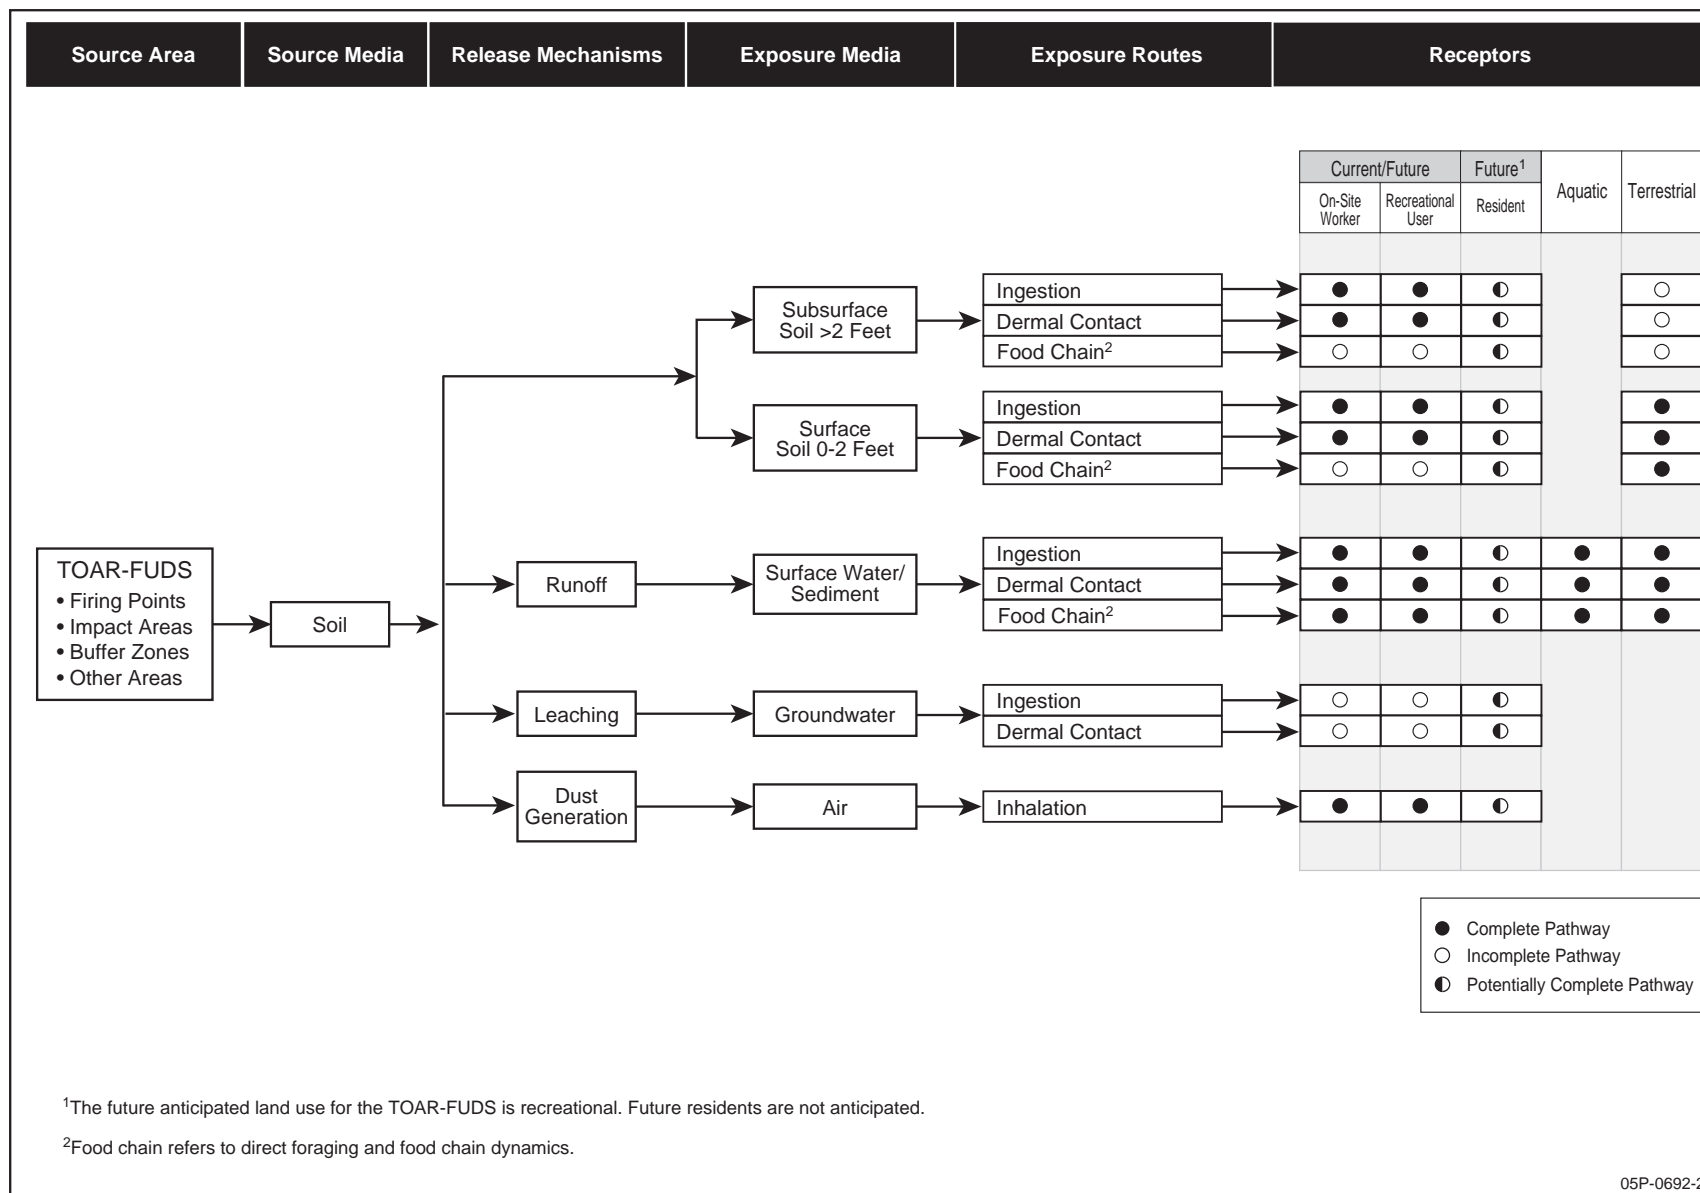 Source Area
Source Media
Release Mechanisms
Exposure Media
Exposure Routes
Receptors
Current/Future
Future1
Aquatic
Terrestrial
On-Site
Worker
Recreational
User
Resident
Subsurface
Soil >2 Feet
Ingestion
Dermal Contact
Food Chain2
Surface
Soil 0-2 Feet
Ingestion
Dermal Contact
Food Chain2
TOAR-FUDS
• Firing Points
• Impact Areas
• Buffer Zones
• Other Areas
Soil
Runoff
Surface Water/
Sediment
Ingestion
Dermal Contact
Food Chain2
Leaching
Groundwater
Ingestion
Dermal Contact
Dust
Generation
Air
Inhalation
Complete Pathway
Incomplete Pathway
Potentially Complete Pathway
1The future anticipated land use for the TOAR-FUDS is recreational. Future residents are not anticipated.
2Food chain refers to direct foraging and food chain dynamics.
05P-0692-2